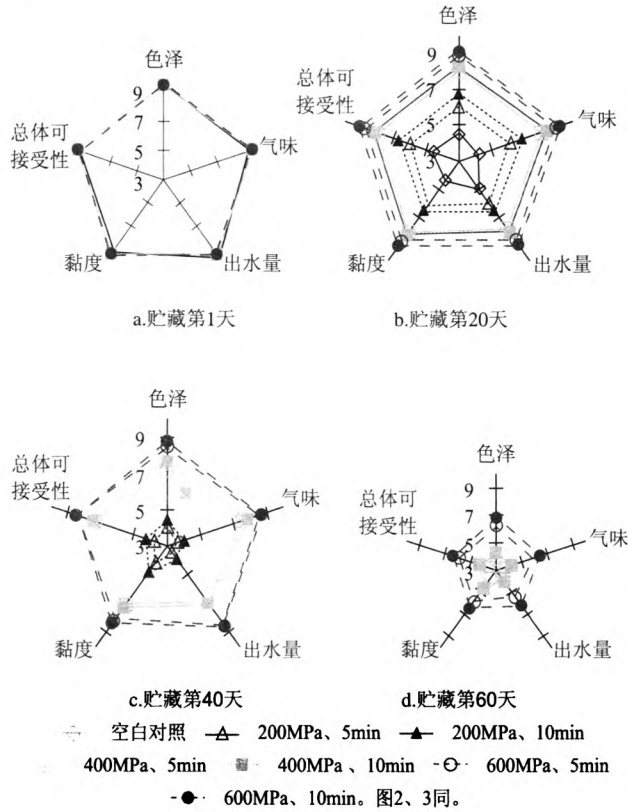 色泽
9
7
5
3
总体可
接受性
气味
黏度
出水量
a.贮藏第1天
色泽
9
7
5
3
总体可
接受性
气味
黏度
出水量
b.贮藏第20天
色泽
9
7
5
3
总体可
接受性
气味
黏度
出水量
c.贮藏第40天
色泽
9
7
5
3
总体可
接受性
气味
黏度
出水量
d.贮藏第60天
空白对照 200MPa、5min 200MPa、10min
400MPa、5min 400MPa、10min 600MPa、5min
600MPa、10min。图2、3同。